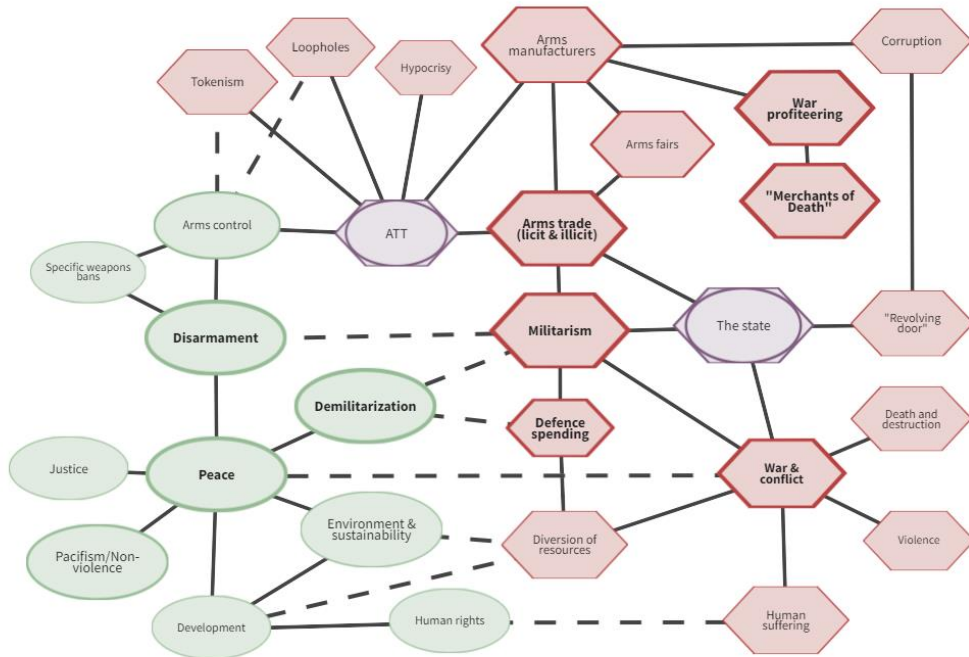 Arms
manufacturers
Corruption
Loopholes
Hypocrisy
Tokenism
War
profiteering
Arms fairs
"Merchants of
Death"
Arms control
ATT
Arms trade
(licit & illicit)
Specific weapons
bans
Disarmament
Militarism
The state
"Revolving
door"
Demilitarization
Defence
spending
Death and
destruction
Justice
Peace
War &
conflict
Environment &
sustainability
Diversion of
resources
Violence
Pacifism/Non-
violence
Development
Human rights
Human
suffering